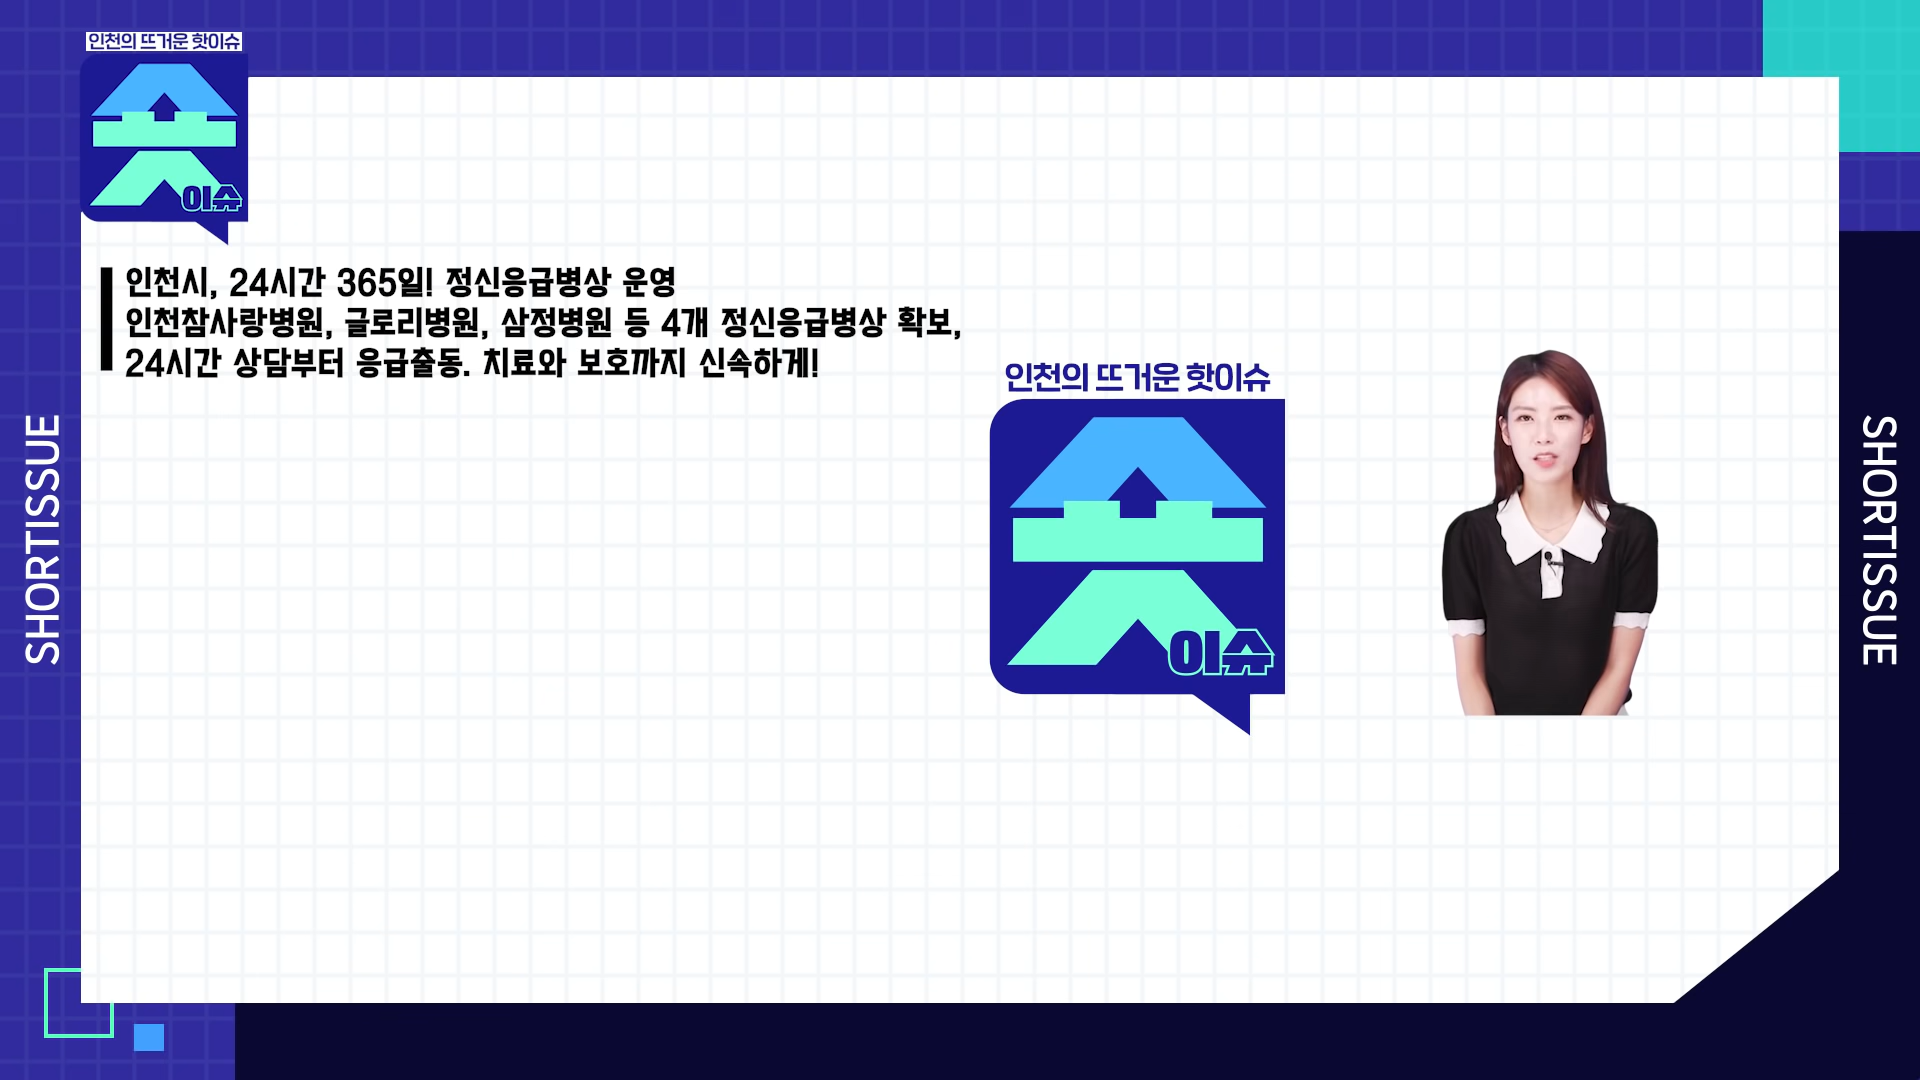 인천의 뜨거운 핫이슈
숏
이슈
인천시, 24시간 365일! 정신응급병상 운영
인천참사랑병원, 글로리병원, 삼정병원 등 4개 정신응급병상 확보,
24시간 상담부터 응급출동. 치료와 보호까지 신속하게!
인천의 뜨거운 핫이슈
숏
이슈
SHORTISSUE
SHORTISSUE